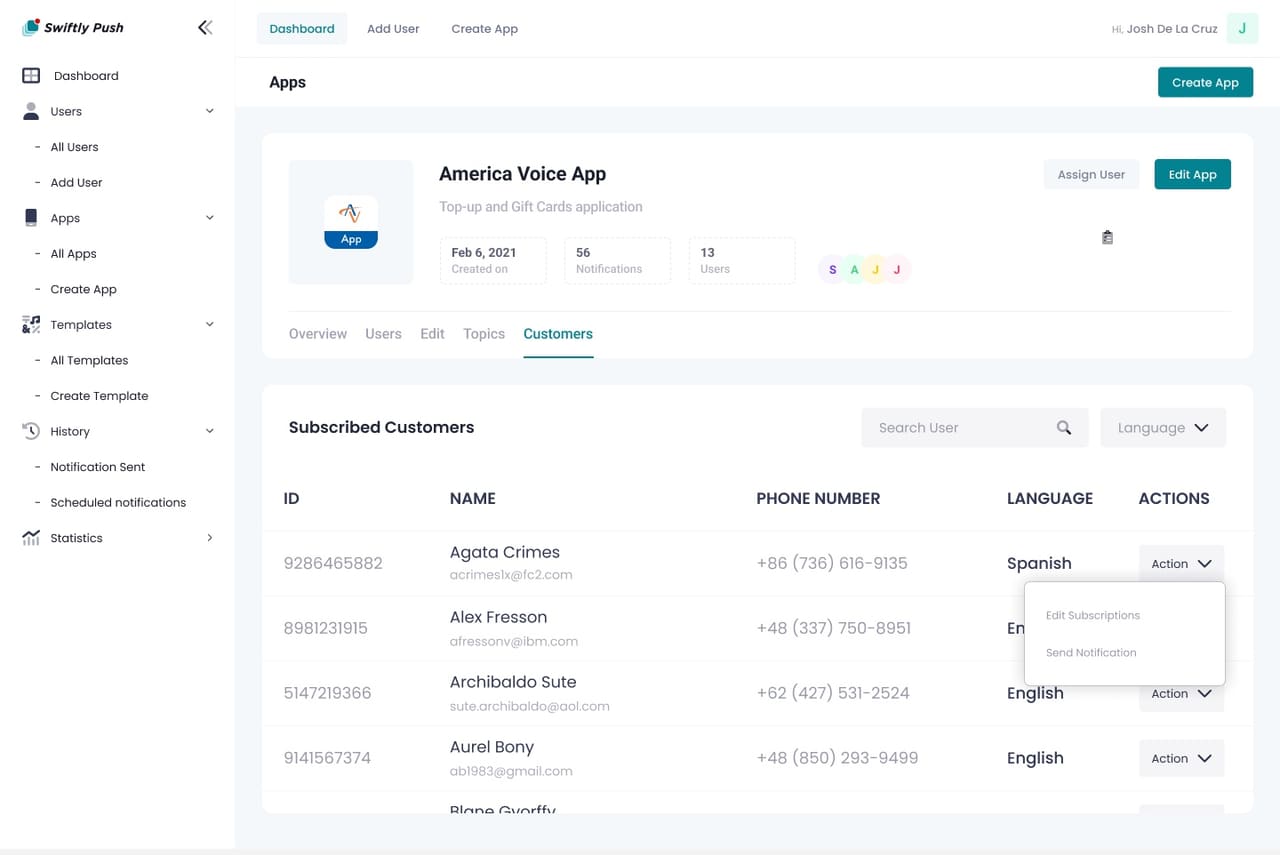 Swiftly Push
Dashboard
Users
- All Users
- Add User
Apps
- All Apps
- Create App
Templates
- All Templates
- Create Template
History
- Notification Sent
- Scheduled notifications
Statistics
Dashboard Add User Create App
Hi, Josh De La Cruz J
Apps
Create App
App
America Voice App
Top-up and Gift Cards application
Assign User Edit App
Feb 6, 2021
Created on
56
Notifications
13
Users
S A J J
Overview Users Edit Topics Customers
Subscribed Customers
Search User
Language
ID NAME PHONE NUMBER LANGUAGE ACTIONS
9286465882 Agata Crimes +86 (736) 616-9135 Spanish Action
acrimes1x@fc2.com
Edit Subscriptions
Send Notification
8981231915 Alex Fresson +48 (337) 750-8951 En
afressonv@ibm.com
5147219366 Archibaldo Sute +62 (427) 531-2524 English Action
sute.archibaldo@aol.com
9141567374 Aurel Bony +48 (850) 293-9499 English Action
ab1983@gmail.com
Blane Gyorffy